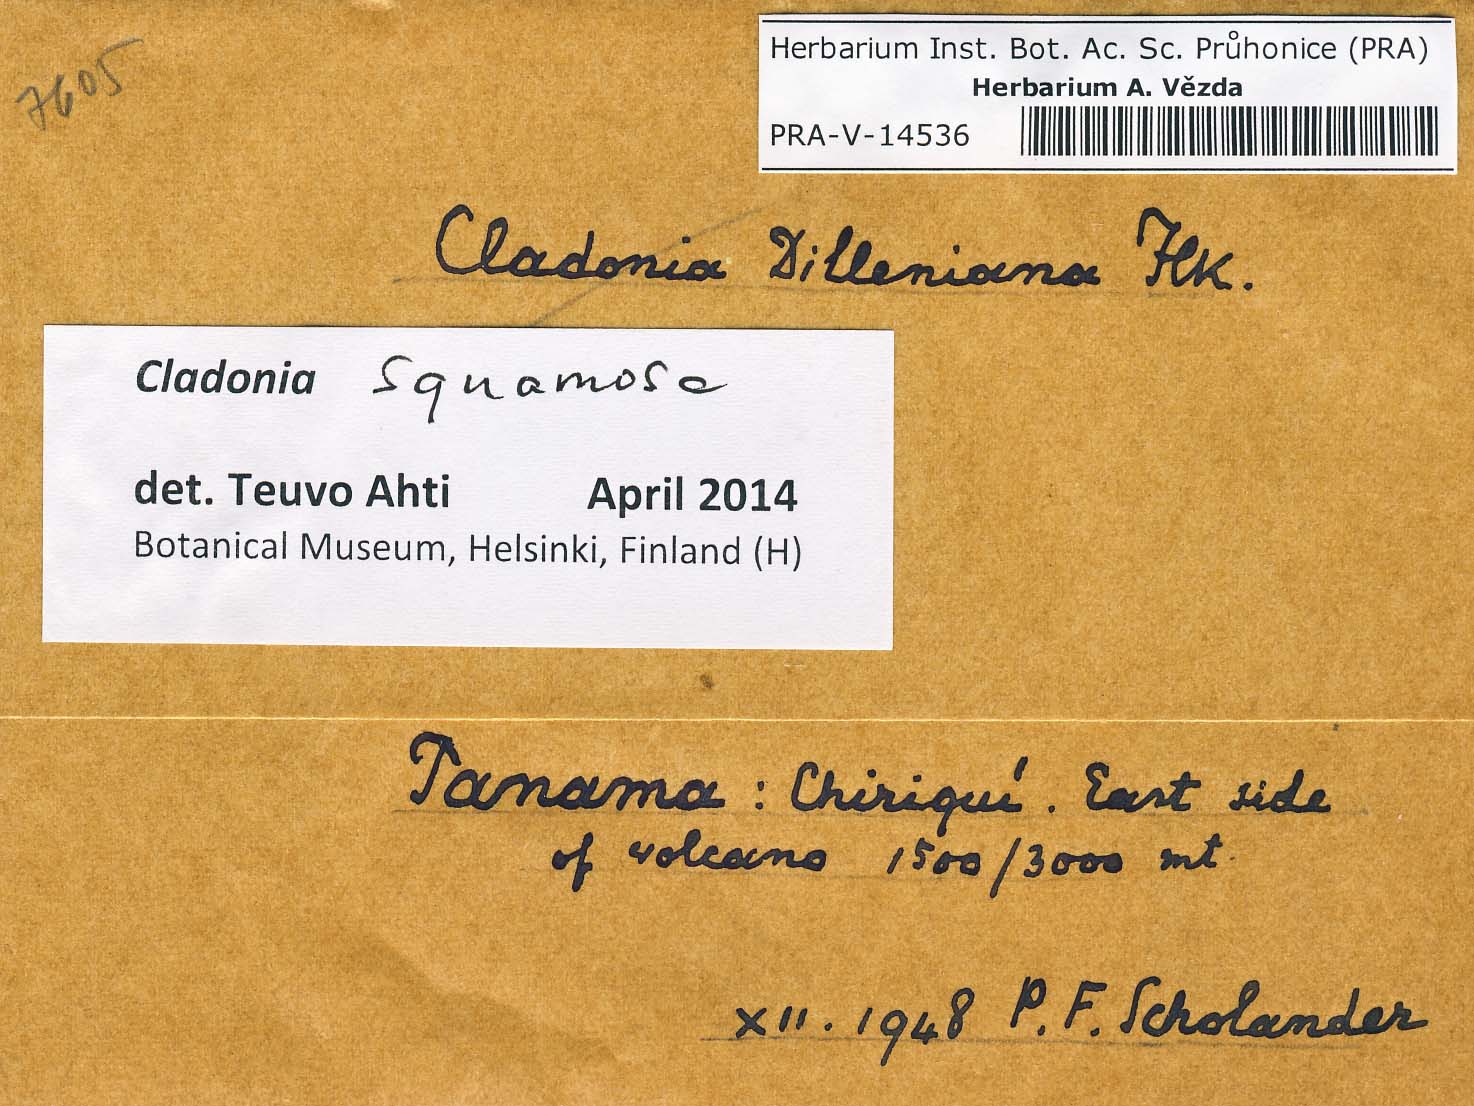 7605
Herbarium Inst. Bot. Ac. Sc. Průhonice (PRA)
Herbarium A. Vězda
PRA-V-14536
Cladonia Dilleniana Flk.
Cladonia squamosa
det. Teuvo Ahti April 2014
Botanical Museum, Helsinki, Finland (H)
Panama : Chiriquí. East side
of volcano 1500/3000 mt.
XII. 1948 P. F. Scholander